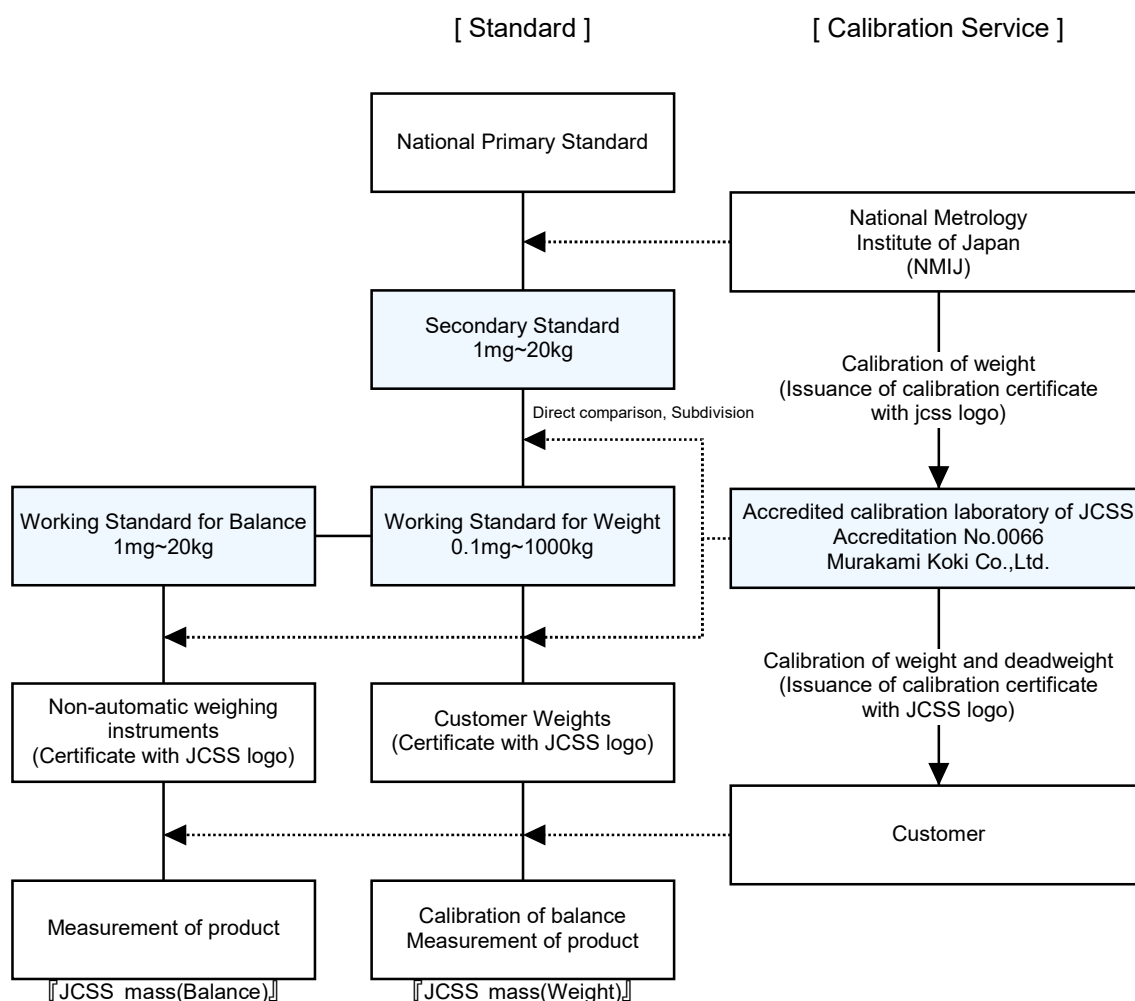 [ Standard ]
[ Calibration Service ]
National Primary Standard
National Metrology
Institute of Japan
(NMIJ)
Secondary Standard
1mg~20kg
Calibration of weight
(Issuance of calibration certificate
with jcss logo)
Direct comparison, Subdivision
Working Standard for Balance
1mg~20kg
Working Standard for Weight
0.1mg~1000kg
Accredited calibration laboratory of JCSS
Accreditation No.0066
Murakami Koki Co.,Ltd.
Calibration of weight and deadweight
(Issuance of calibration certificate
with JCSS logo)
Non-automatic weighing
instruments
(Certificate with JCSS logo)
Customer Weights
(Certificate with JCSS logo)
Customer
Measurement of product
Calibration of balance
Measurement of product
『JCSS mass(Balance)』
『JCSS mass(Weight)』